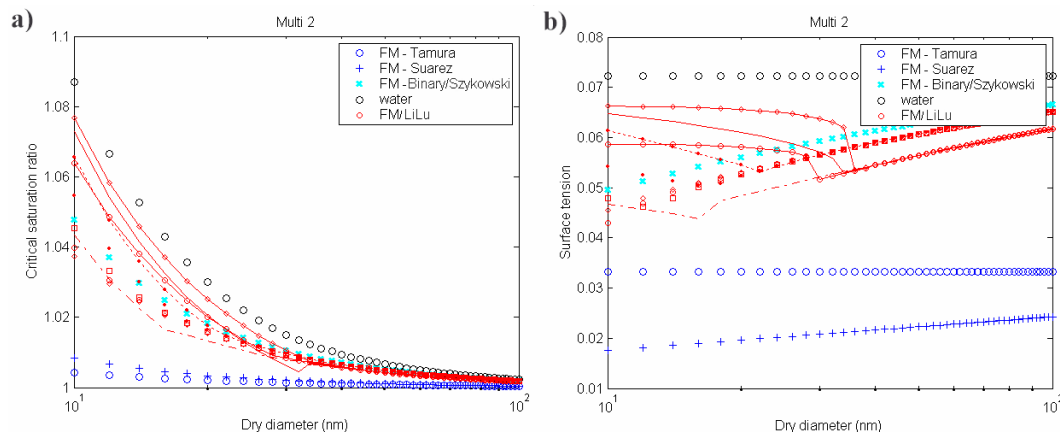 a)
Multi 2
1.1
1.08
1.06
1.04
1.02
1
Critical saturation ratio
10^1
10^2
Dry diameter (nm)
FM - Tamura
FM - Suarez
FM - Binary/Szykowski
water
FM/LiLu
b)
Multi 2
0.08
0.07
0.06
0.05
0.04
0.03
0.02
0.01
Surface tension
10^1
10^2
Dry diameter (nm)
FM - Tamura
FM - Suarez
FM - Binary/Szykowski
water
FM/LiLu